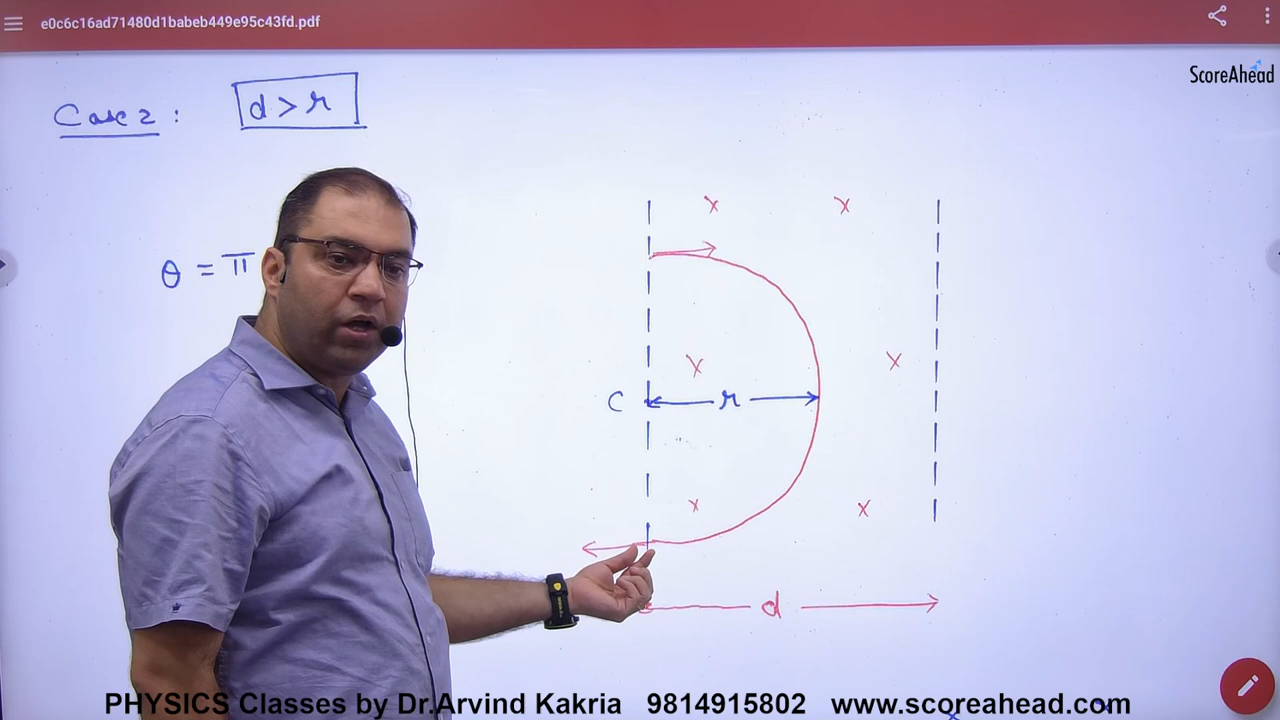 e0c6c16ad71480d1babeb449e95c43fd.pdf
ScoreAhead
Case 2 : d > r
θ = π
x x
x x
C r
x x
d
PHYSICS Classes by Dr.Arvind Kakria 9814915802 www.scoreahead.com